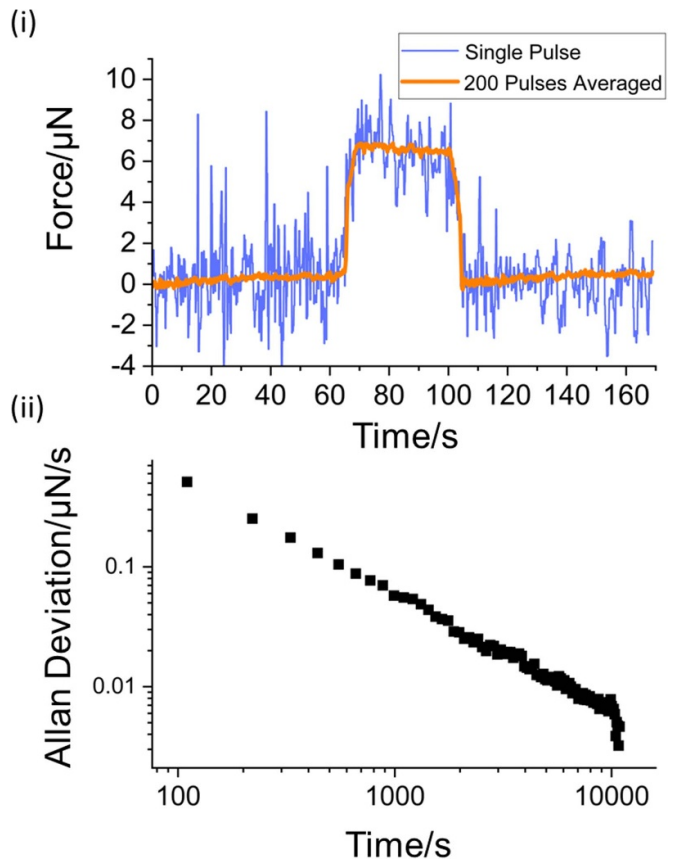 (i)
Single Pulse
200 Pulses Averaged
Force/µN
10
8
6
4
2
0
-2
-4
0 20 40 60 80 100 120 140 160
Time/s
(ii)
Allan Deviation/µN/s
0.1
0.01
100 1000 10000
Time/s